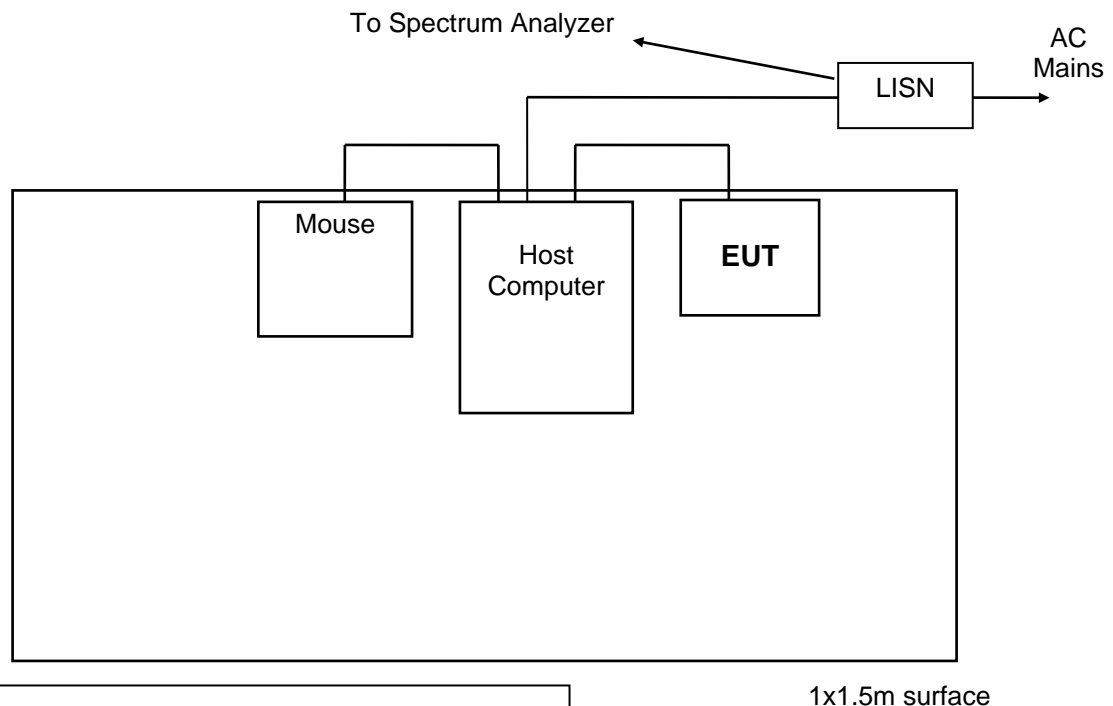 To Spectrum Analyzer
AC
Mains
LISN
Mouse
Host
Computer
EUT
1x1.5m surface